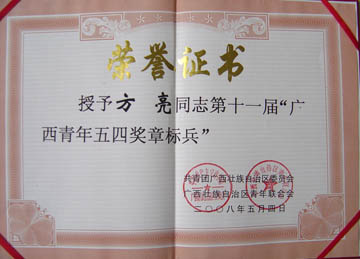 荣誉证书
授予方 亮同志第十一届“广
西青年五四奖章标兵”
共青团广西壮族自治区委员会
广西壮族自治区青年联合会
二〇〇八年五月四日